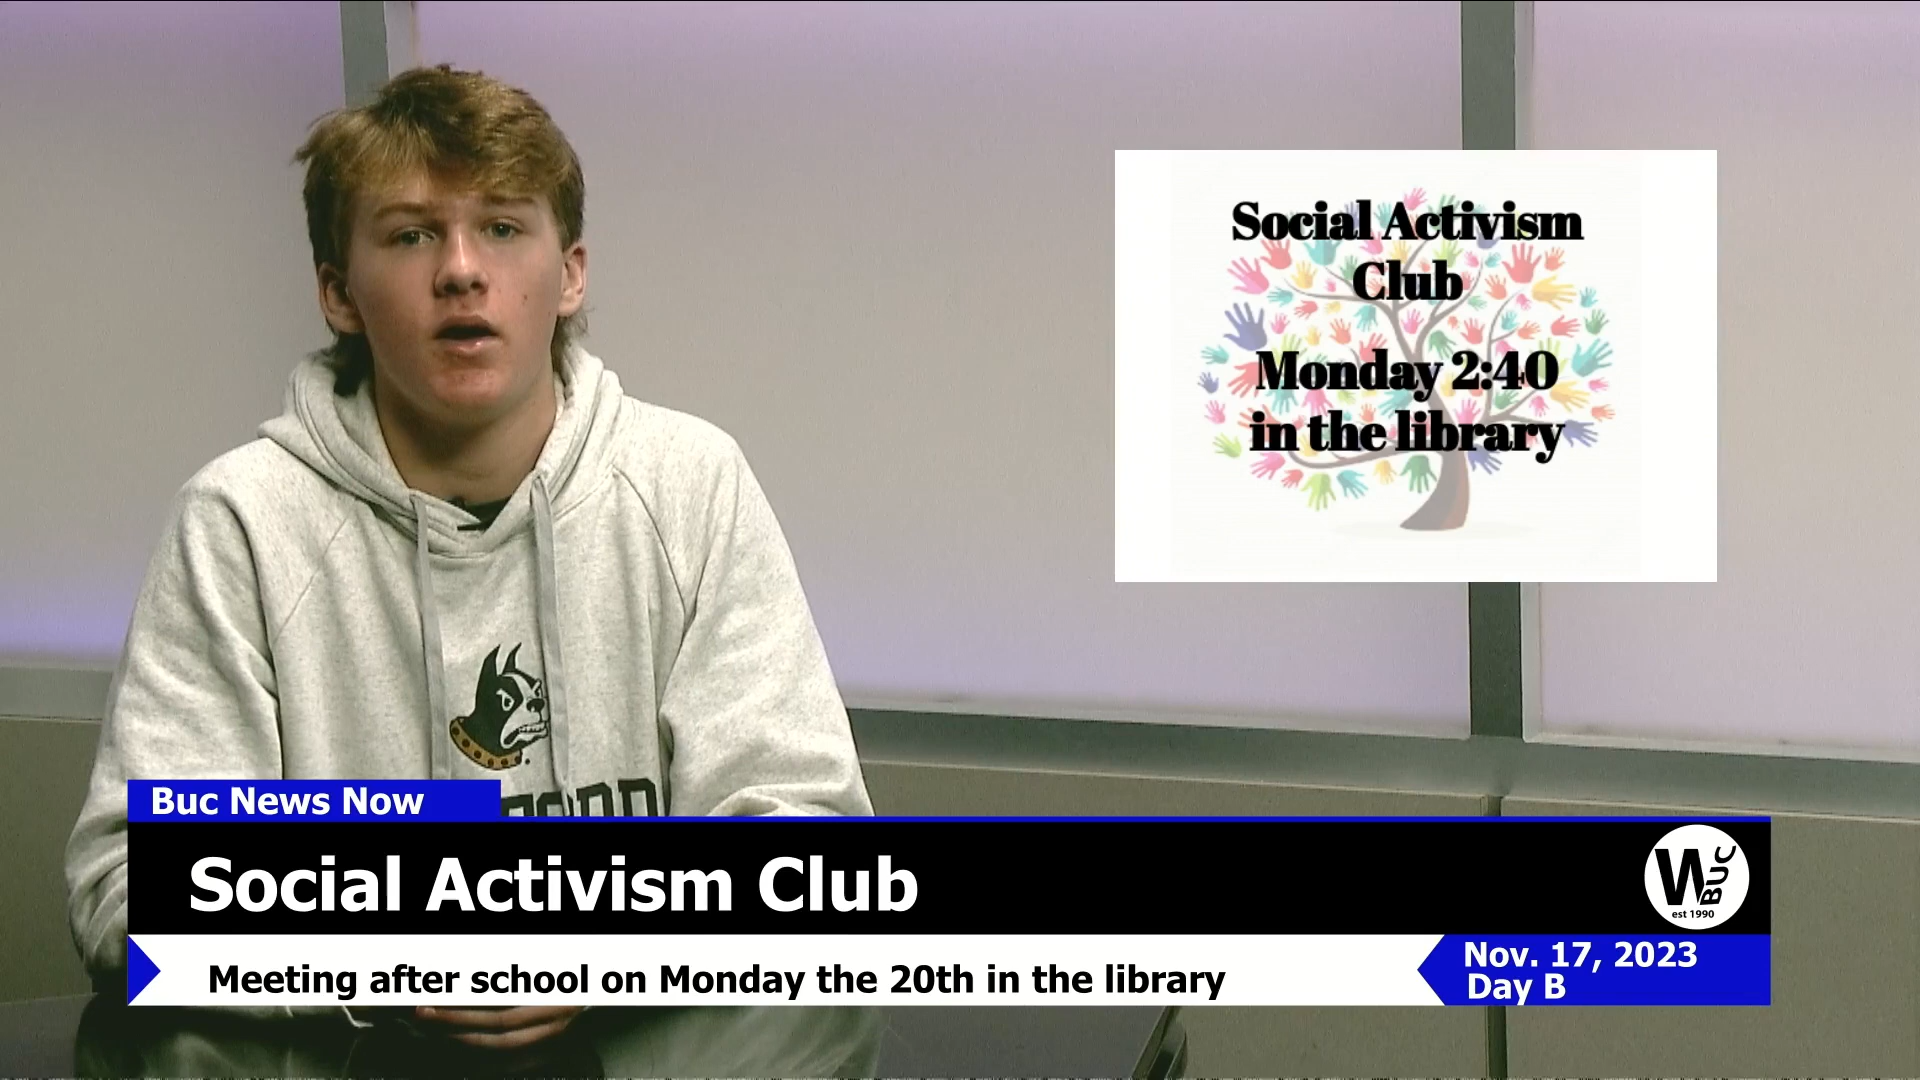 Social Activism
Club
Monday 2:40
in the library
Buc News Now
Social Activism Club
W BUC
est 1990
Meeting after school on Monday the 20th in the library
Nov. 17, 2023
Day B